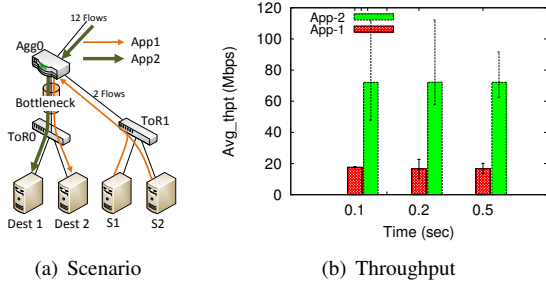 12 Flows
App1
App2
Agg0
Bottleneck
2 Flows
ToR0
ToR1
Dest 1
Dest 2
S1
S2
(a) Scenario
App-2
App-1
Avg_thpt (Mbps)
120
100
80
60
40
20
0
0.1
0.2
0.5
Time (sec)
(b) Throughput